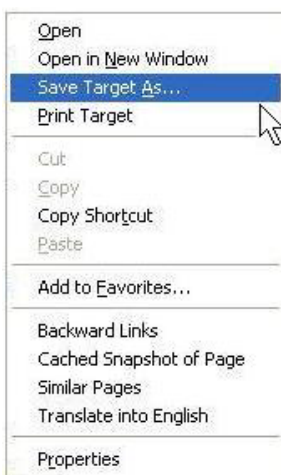 Open
Open in New Window
Save Target As...
Print Target
Cut
Copy
Copy Shortcut
Paste
Add to Favorites...
Backward Links
Cached Snapshot of Page
Similar Pages
Translate into English
Properties